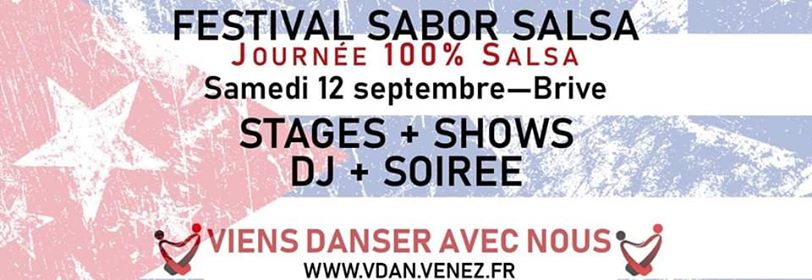 FESTIVAL SABOR SALSA
JOURNÉE 100% SALSA
Samedi 12 septembre—Brive
STAGES + SHOWS
DJ + SOIREE
VIENS DANSER AVEC NOUS
WWW.VDAN.VENEZ.FR